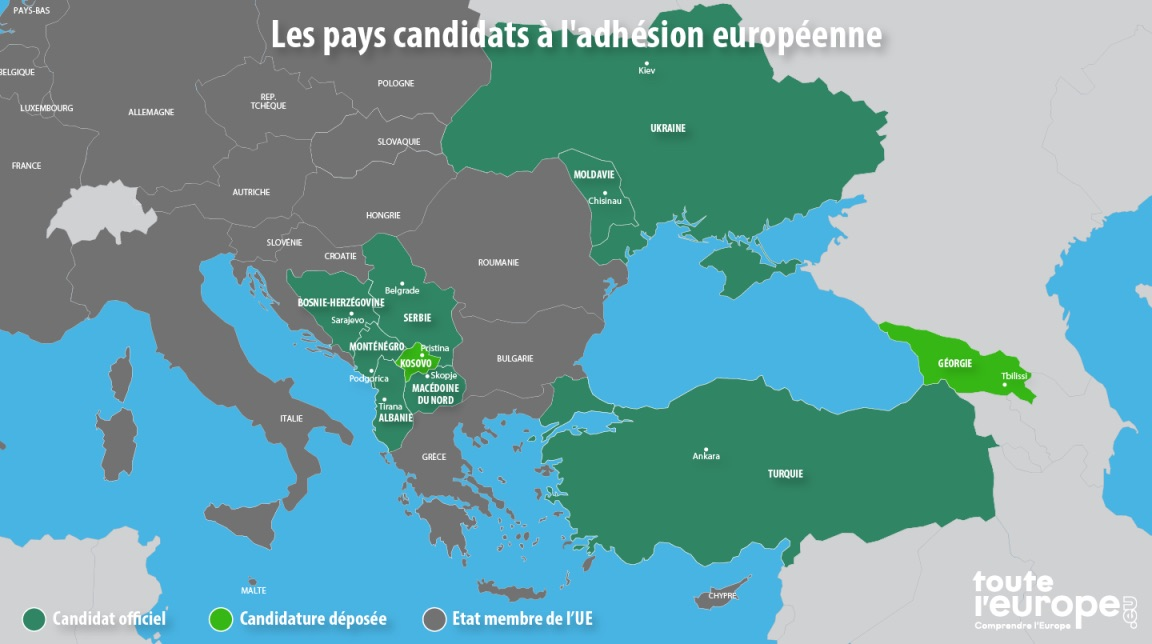 Les pays candidats à l'adhésion européenne
PAYS-BAS
BELGIQUE
LUXEMBOURG
ALLEMAGNE
REP.
TCHÈQUE
POLOGNE
Kiev
UKRAINE
FRANCE
SLOVAQUIE
AUTRICHE
MOLDAVIE
Chisinau
HONGRIE
SLOVÉNIE
CROATIE
ROUMANIE
Belgrade
BOSNIE-HERZÉGOVINE
Sarajevo
SERBIE
MONTÉNÉGRO
Pristina
KOSOVO
BULGARIE
GÉORGIE
Tbilissi
Podgorica
Skopje
MACÉDOINE
DU NORD
Tirana
ALBANIE
ITALIE
GRÈCE
Ankara
TURQUIE
MALTE
CHYPRE
Candidat officiel
Candidature déposée
Etat membre de l'UE
toute
l'europe.eu
Comprendre l'Europe